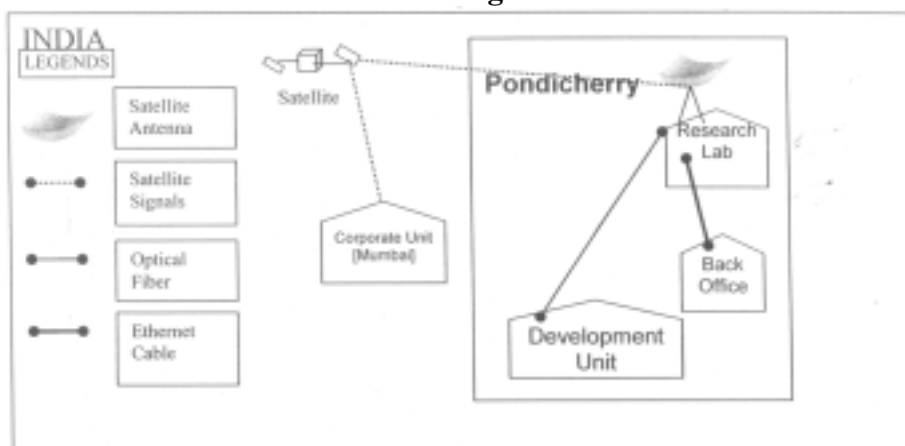 INDIA
LEGENDS
Satellite
Antenna
Satellite
Signals
Optical
Fiber
Ethernet
Cable
Satellite
Corporate Unit
[Mumbai]
Pondicherry
Research
Lab
Back
Office
Development
Unit